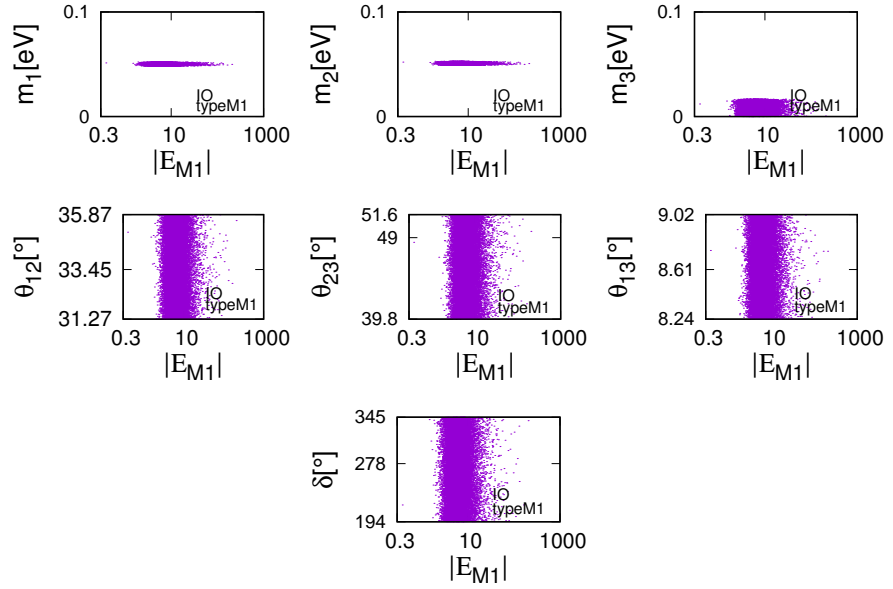 0.1
m1[eV]
0
0.3
10
1000
|EM1|
IO
typeM1
0.1
m2[eV]
0
0.3
10
1000
|EM1|
IO
typeM1
0.1
m3[eV]
0
0.3
10
1000
|EM1|
IO
typeM1
35.87
33.45
31.27
θ12[°]
0.3
10
1000
|EM1|
IO
typeM1
51.6
49
39.8
θ23[°]
0.3
10
1000
|EM1|
IO
typeM1
9.02
8.61
8.24
θ13[°]
0.3
10
1000
|EM1|
IO
typeM1
345
278
194
δ[°]
0.3
10
1000
|EM1|
IO
typeM1